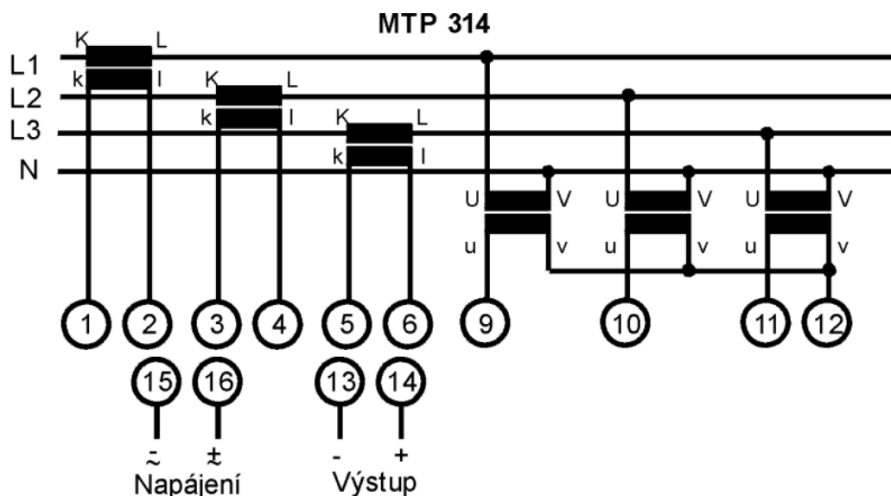 MTP 314
K L
L1
k l
K L
L2
k l
K L
L3
k l
N
U V U V U V
u v u v u v
1 2 3 4 5 6 9 10 11 12
15 16 13 14
≃ ± - +
~
Napájení Výstup